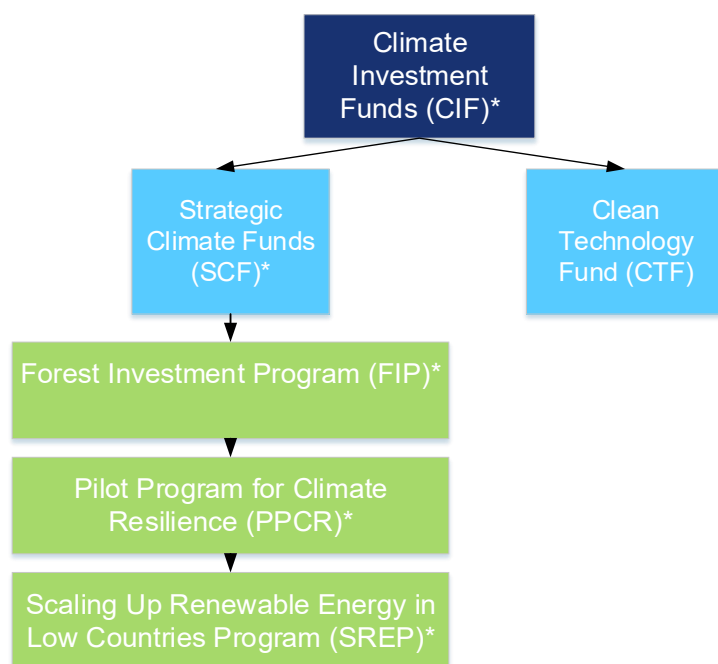 Climate
Investment
Funds (CIF)*
Strategic
Climate Funds
(SCF)*
Clean
Technology
Fund (CTF)
Forest Investment Program (FIP)*
Pilot Program for Climate
Resilience (PPCR)*
Scaling Up Renewable Energy in
Low Countries Program (SREP)*